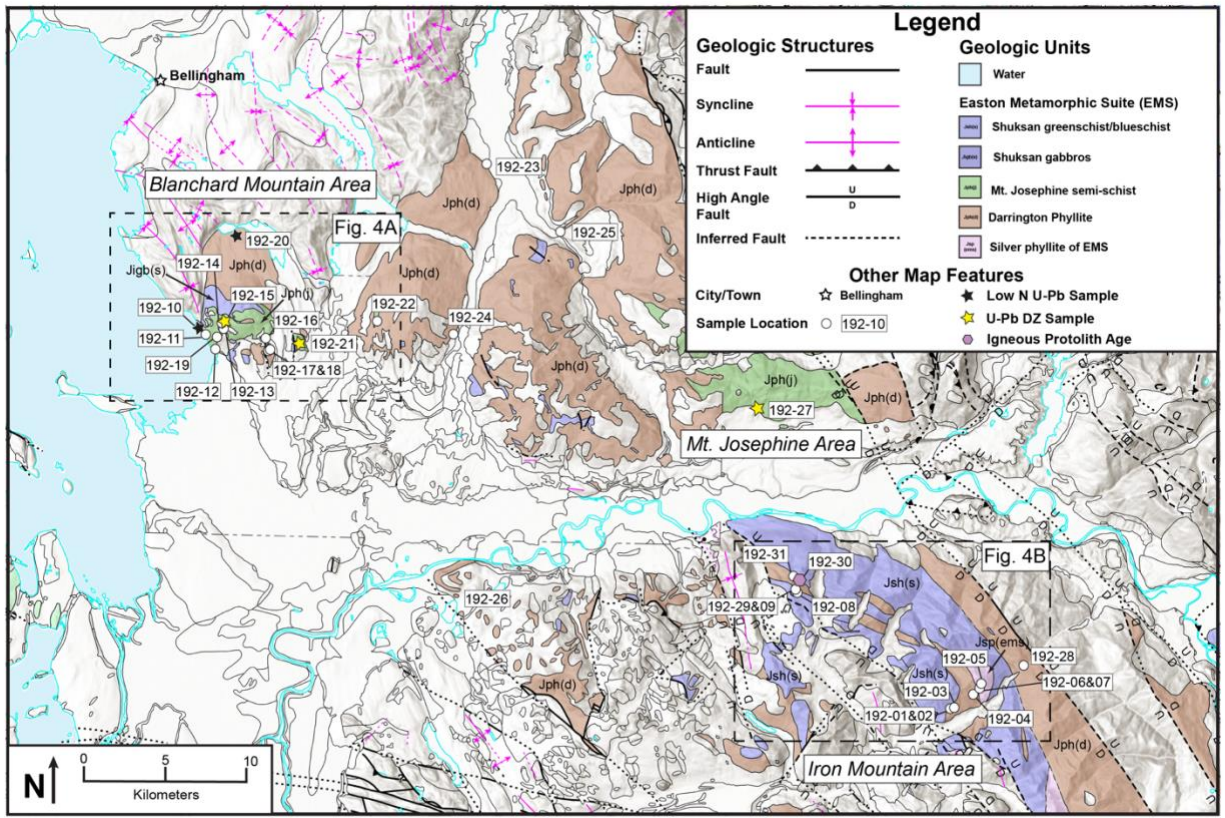 Legend
Geologic Structures
Fault
Syncline
Anticline
Thrust Fault
High Angle
Fault
U
D
Inferred Fault
Geologic Units
Water
Easton Metamorphic Suite (EMS)
Shuksan greenschist/blueschist
Shuksan gabbros
Mt. Josephine semi-schist
Darrington Phyllite
Silver phyllite of EMS
Other Map Features
City/Town
Bellingham
Sample Location
192-10
Low N U-Pb Sample
U-Pb DZ Sample
Igneous Protolith Age
Bellingham
Blanchard Mountain Area
Fig. 4A
192-23
Jph(d)
192-25
192-20
192-14
Jph(d)
Jigb(s)
192-15
Jph(j)
192-10
192-16
192-11
192-21
192-19
192-17&18
192-12
192-13
Jph(d)
192-22
192-24
Jph(d)
Jph(j)
Jph(d)
192-27
Mt. Josephine Area
Fig. 4B
192-31
192-30
Jsh(s)
192-26
192-29&09
192-08
Jsp(ems)
192-05
192-28
Jsh(s)
Jsh(s)
192-03
192-06&07
Jph(d)
192-01&02
192-04
Jph(d)
Iron Mountain Area
N
0 5 10
Kilometers